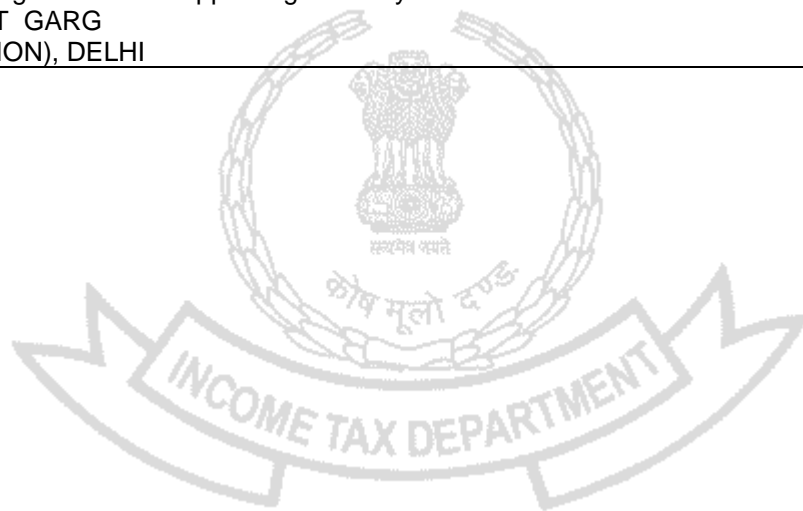 T GARG
ION), DELHI
सत्यमेव जयते
कोष मूलो दण्डः
INCOME TAX DEPARTMENT